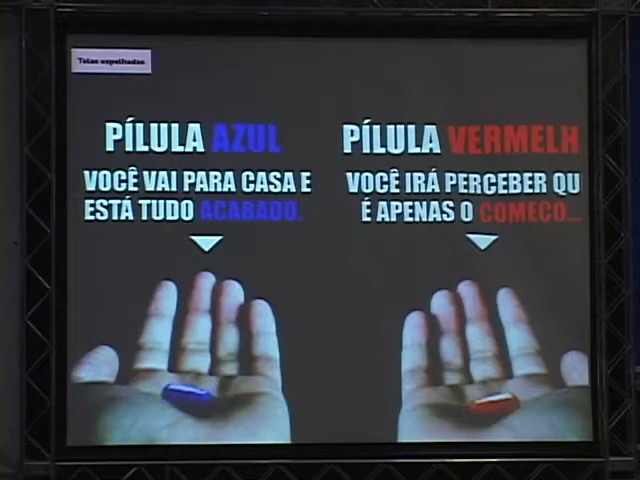 Telas espelhadas
PÍLULA AZUL
VOCÊ VAI PARA CASA E
ESTÁ TUDO ACABADO.
PÍLULA VERMELH
VOCÊ IRÁ PERCEBER QU
É APENAS O COMEÇO...